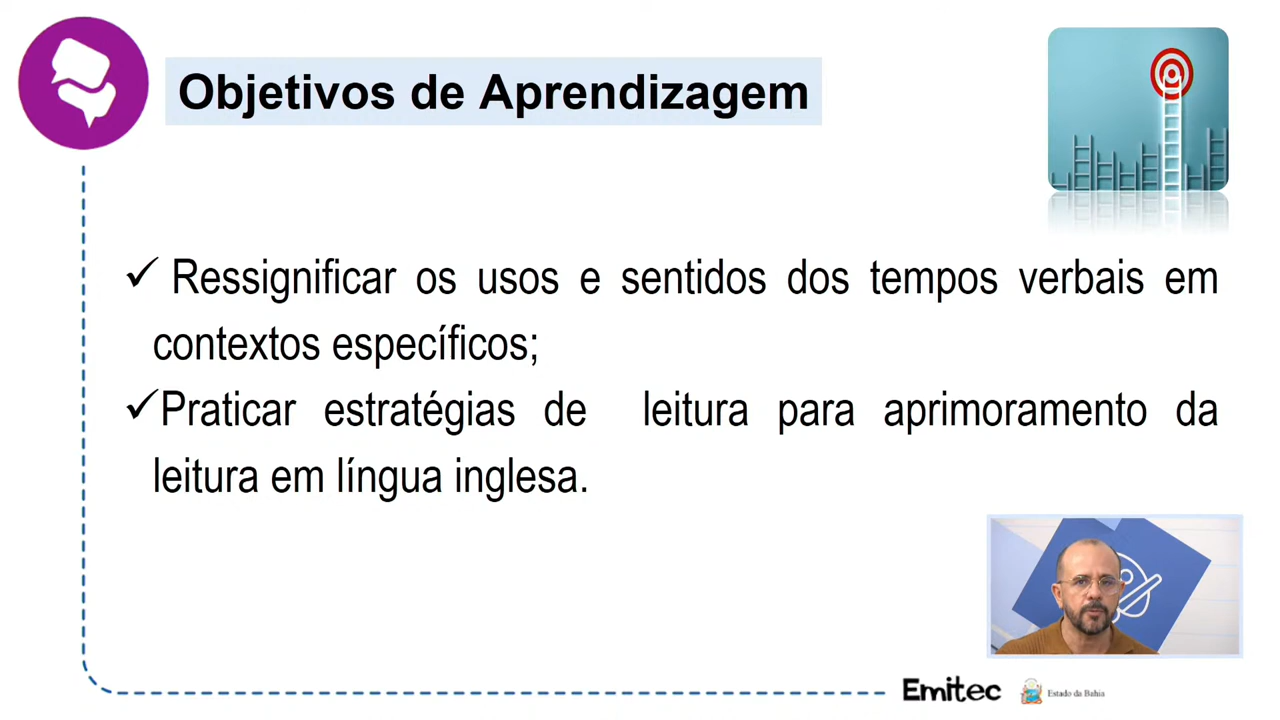 Objetivos de Aprendizagem
✓ Ressignificar os usos e sentidos dos tempos verbais em
contextos específicos;
✓Praticar estratégias de leitura para aprimoramento da
leitura em língua inglesa.
Emitec
Estado da Bahia